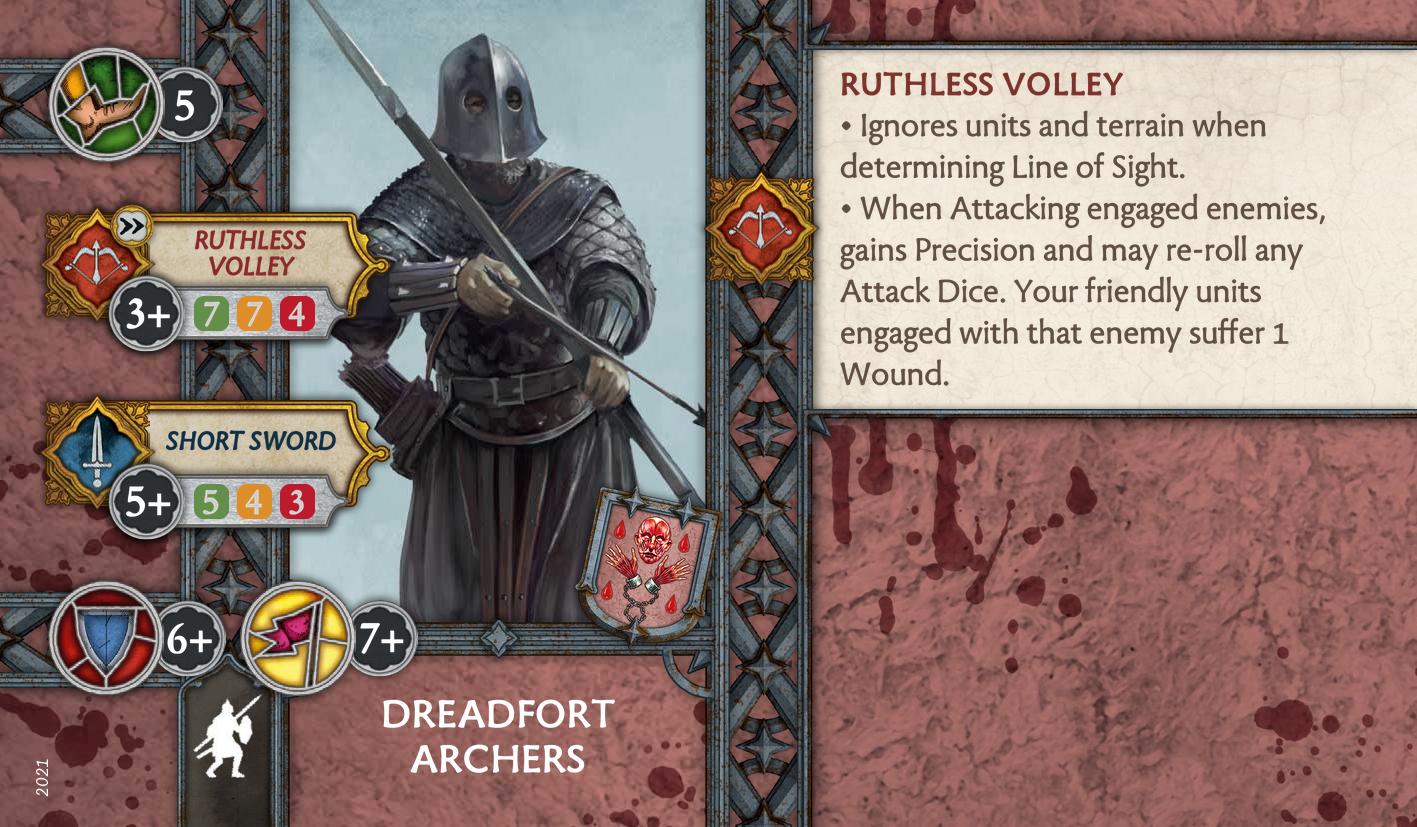 5
RUTHLESS
VOLLEY
3+
7 7 4
SHORT SWORD
5+
5 4 3
6+
7+
DREADFORT
ARCHERS
2021
RUTHLESS VOLLEY
• Ignores units and terrain when
determining Line of Sight.
• When Attacking engaged enemies,
gains Precision and may re-roll any
Attack Dice. Your friendly units
engaged with that enemy suffer 1
Wound.